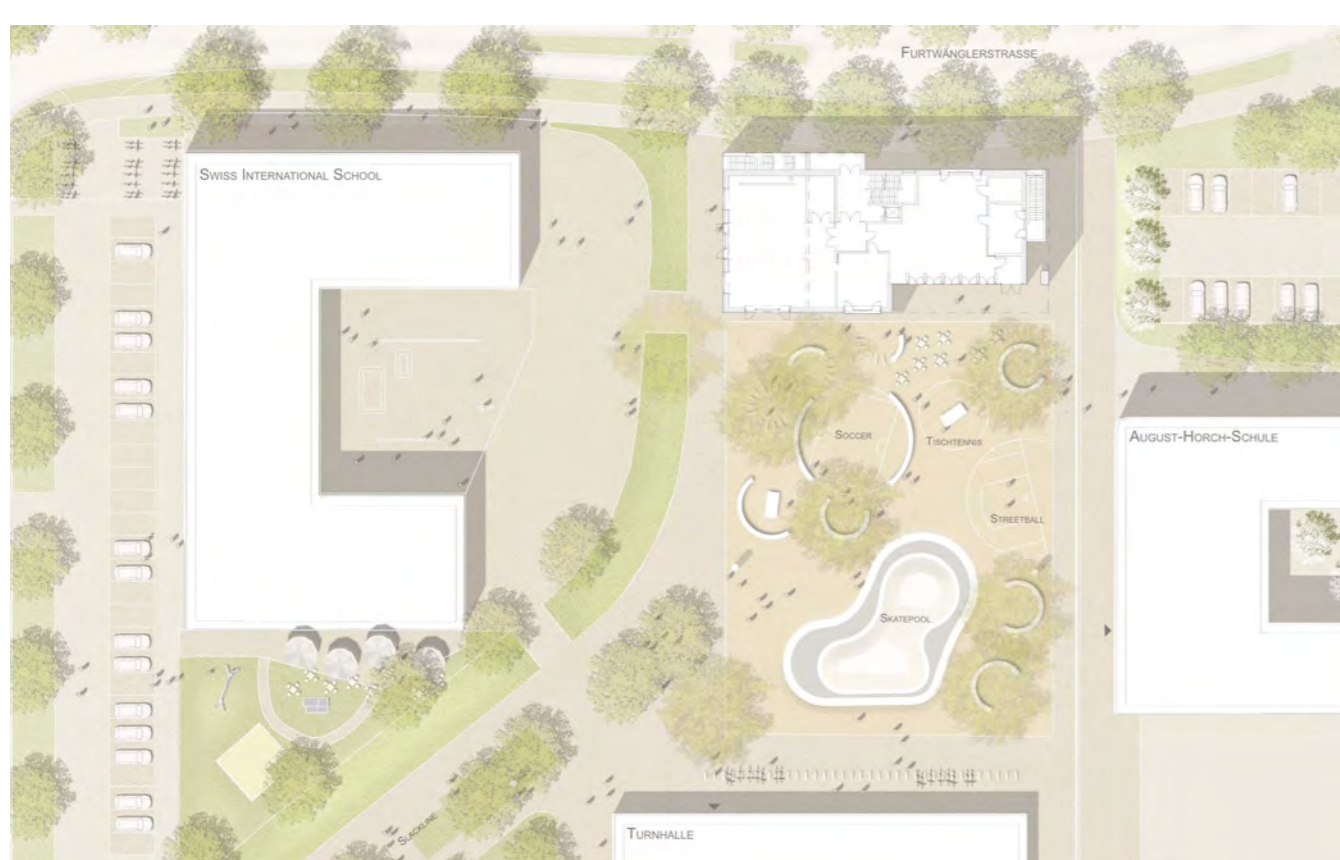 FURTWÄNGLERSTRASSE
SWISS INTERNATIONAL SCHOOL
SOCCER
TISCHTENNIS
AUGUST-HORCH-SCHULE
STREETBALL
SKATEPOOL
SLACKLINE
TURNHALLE